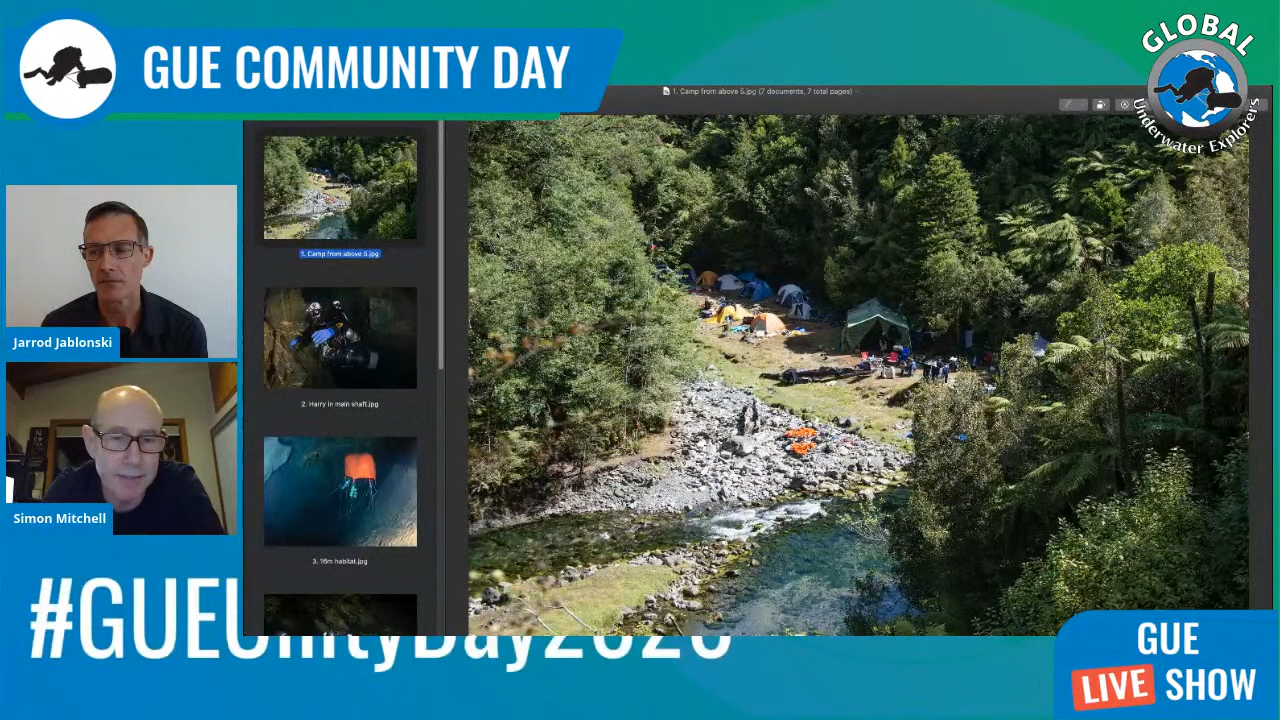 GUE COMMUNITY DAY
GLOBAL
Underwater Explorers
1. Camp from above 5.jpg (7 documents, 7 total pages)
1. Camp from above 5.jpg
2. Harry in main shaft.jpg
3. 16m habitat.jpg
Jarrod Jablonski
Simon Mitchell
#GUEUnityDay2020
GUE
LIVE SHOW